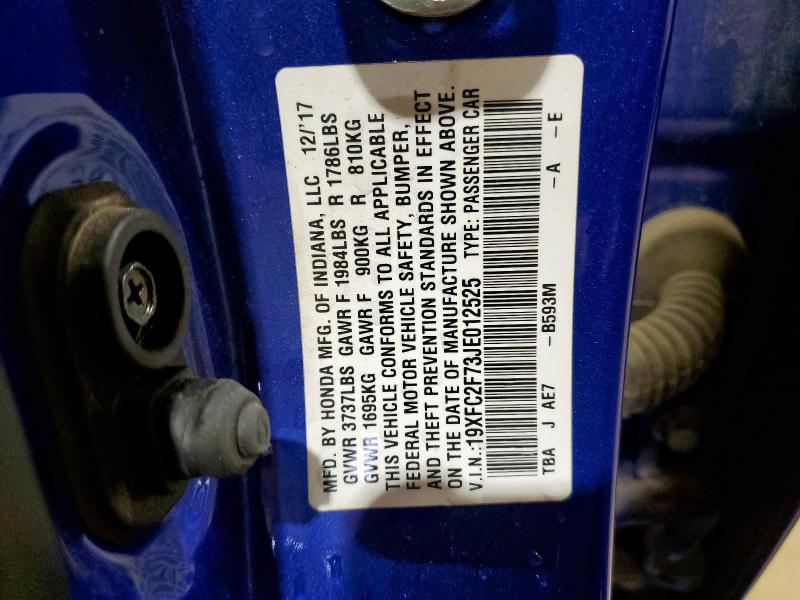 MFD. BY HONDA MFG. OF INDIANA, LLC 12/'17
GVWR 3737LBS GAWR F 1984LBS R 1786LBS
GVWR 1695KG GAWR F 900KG R 810KG
THIS VEHICLE CONFORMS TO ALL APPLICABLE
FEDERAL MOTOR VEHICLE SAFETY, BUMPER,
AND THEFT PREVENTION STANDARDS IN EFFECT
ON THE DATE OF MANUFACTURE SHOWN ABOVE.
V.I.N.:19XFC2F73JE012525 TYPE: PASSENGER CAR
TBA J AE7 -B593M -A -E